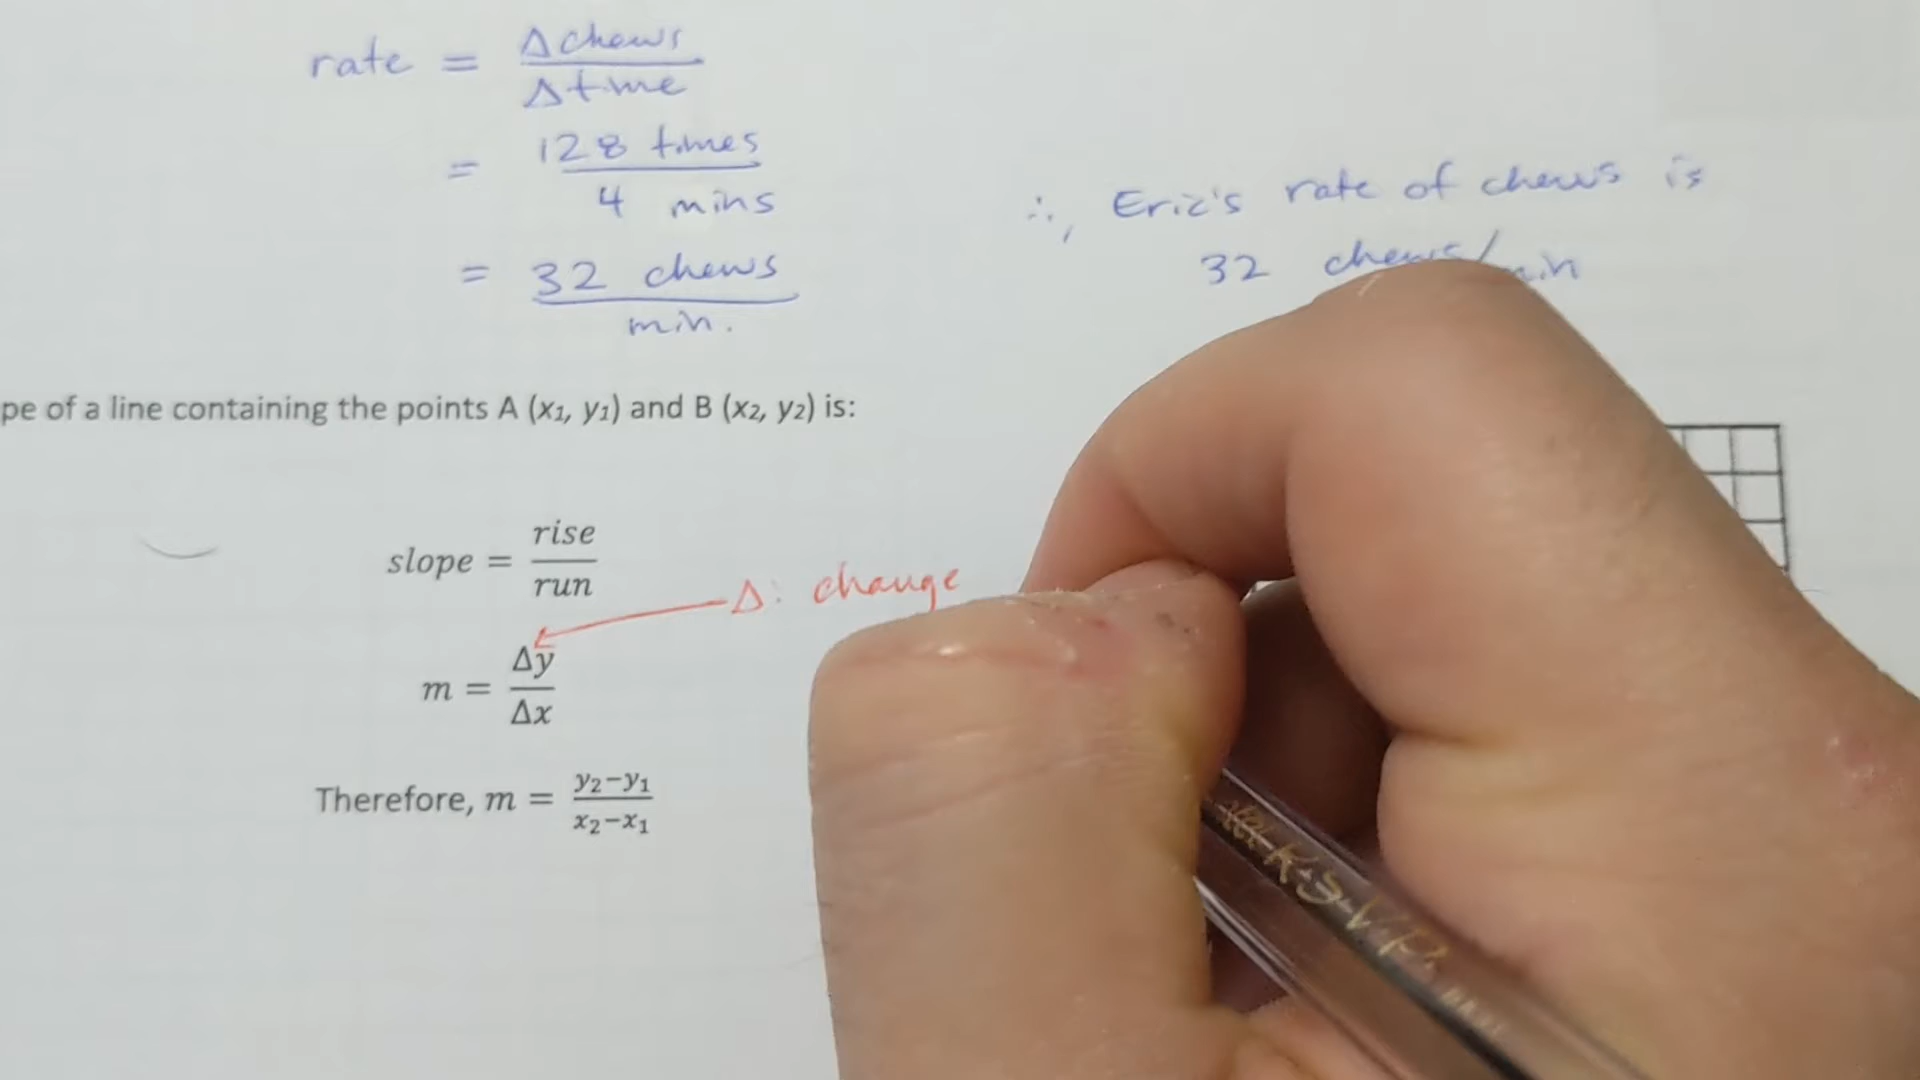 rate = Δchews / Δtime
= 128 times / 4 mins
= 32 chews / min.
∴, Eric's rate of chews is
32 chews/min
pe of a line containing the points A (x₁, y₁) and B (x₂, y₂) is:
slope = rise / run
Δ: change
m = Δy / Δx
Therefore, m = y₂−y₁ / x₂−x₁